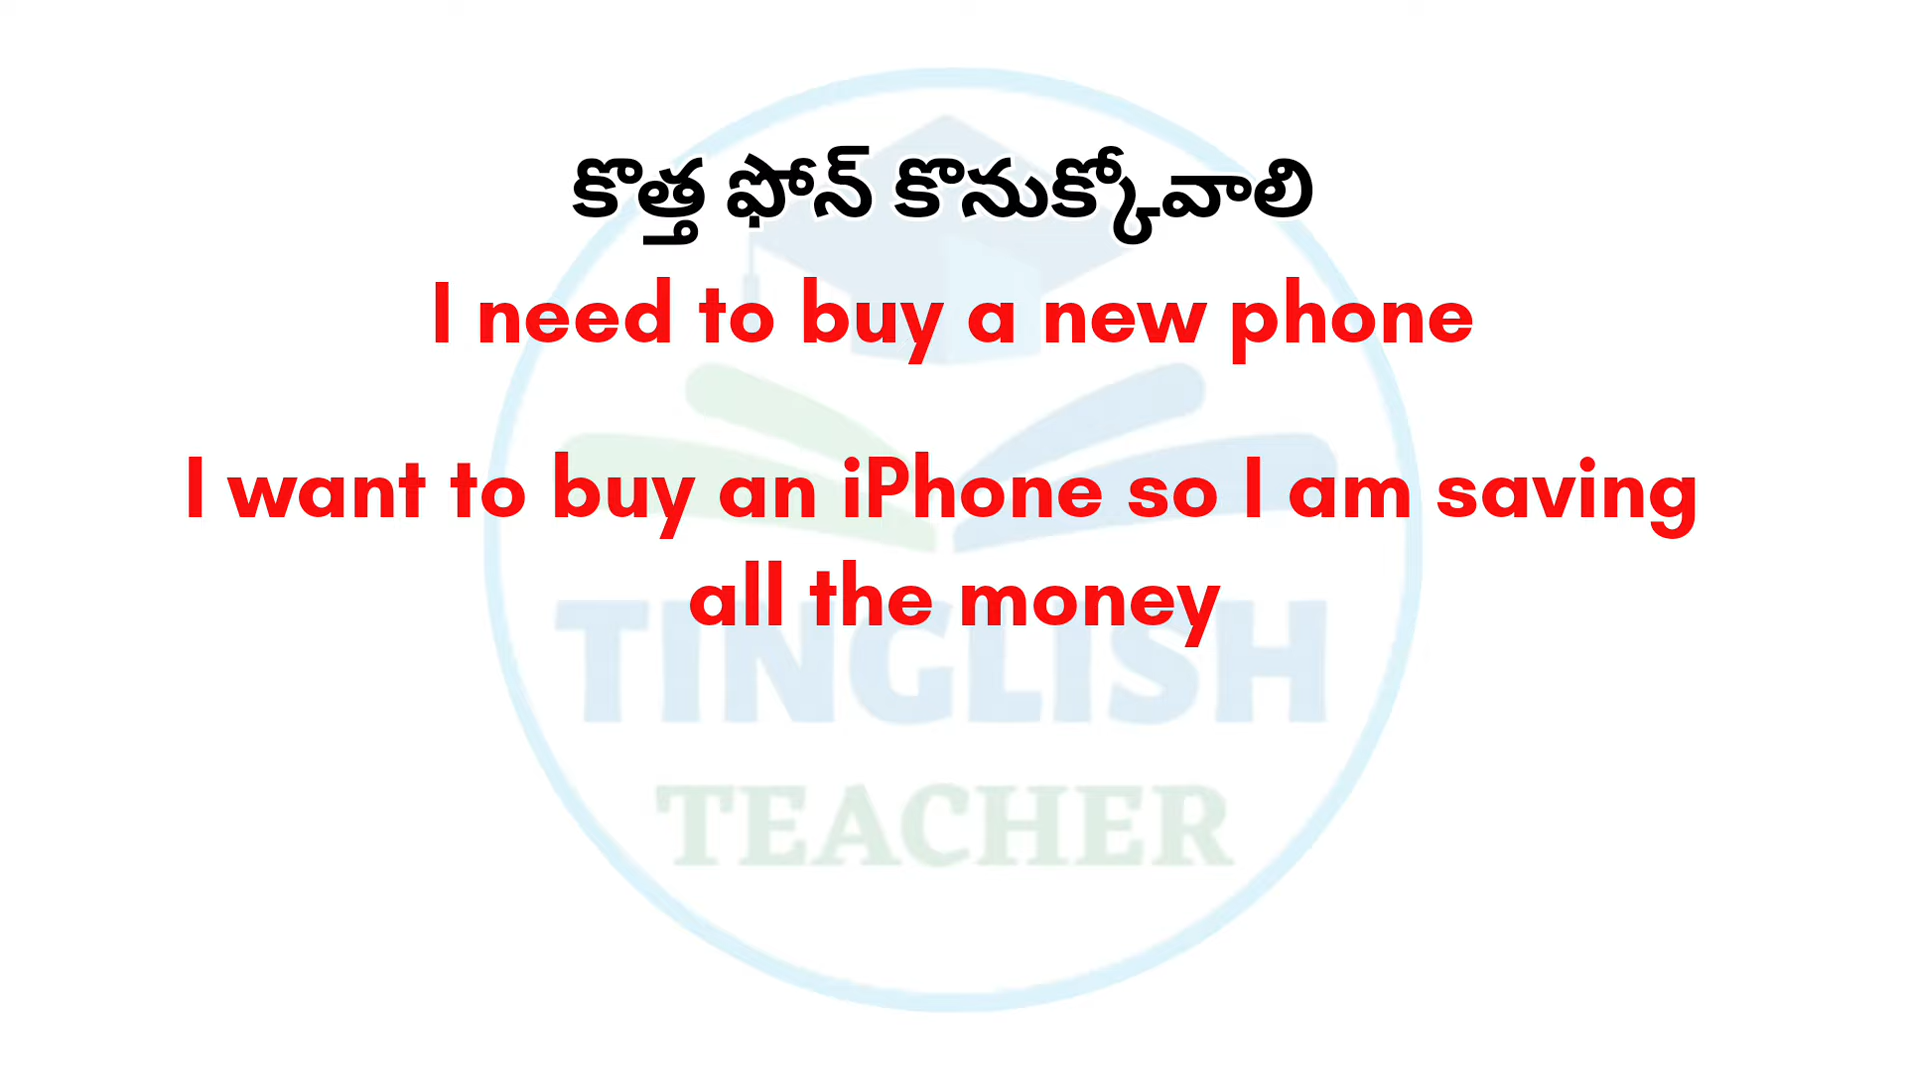 కొత్త ఫోన్ కొనుక్కోవాలి
I need to buy a new phone
I want to buy an iPhone so I am saving
all the money
TINGLISH
TEACHER